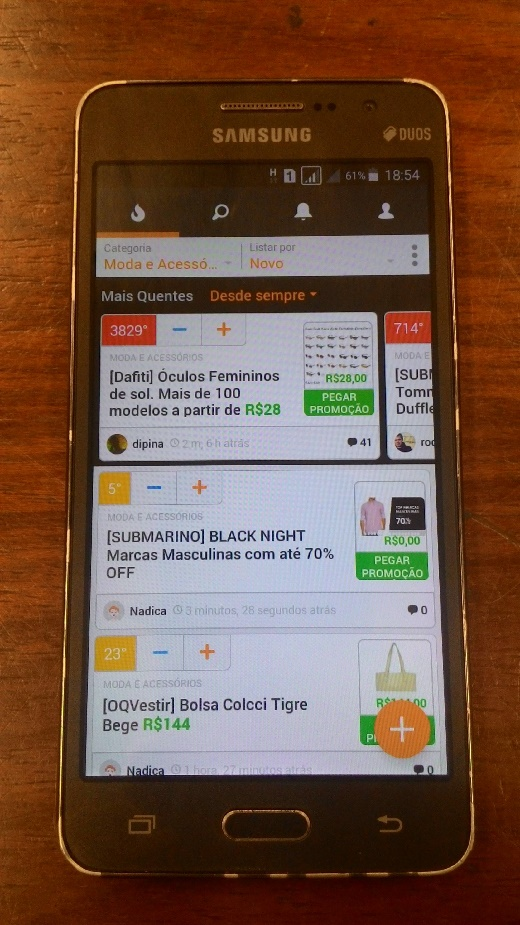 SAMSUNG
DUOS
H 1 61% 18:54
Categoria
Moda e Acessó...
Listar por
Novo
Mais Quentes Desde sempre
3829° − +
MODA E ACESSÓRIOS
[Dafiti] Óculos Femininos
de sol. Mais de 100
modelos a partir de R$28
R$28,00
PEGAR
PROMOÇÃO
dipina 2 m, 6 h atrás 41
714°
MODA E
[SUBM
Tomm
Duffle
roc
5° − +
MODA E ACESSÓRIOS
[SUBMARINO] BLACK NIGHT
Marcas Masculinas com até 70%
OFF
70%
R$0,00
PEGAR
PROMOÇÃO
Nadica 3 minutos, 28 segundos atrás 0
23° − +
MODA E ACESSÓRIOS
[OQVestir] Bolsa Colcci Tigre
Bege R$144
+
Nadica 1 hora, 27 minutos atrás 0